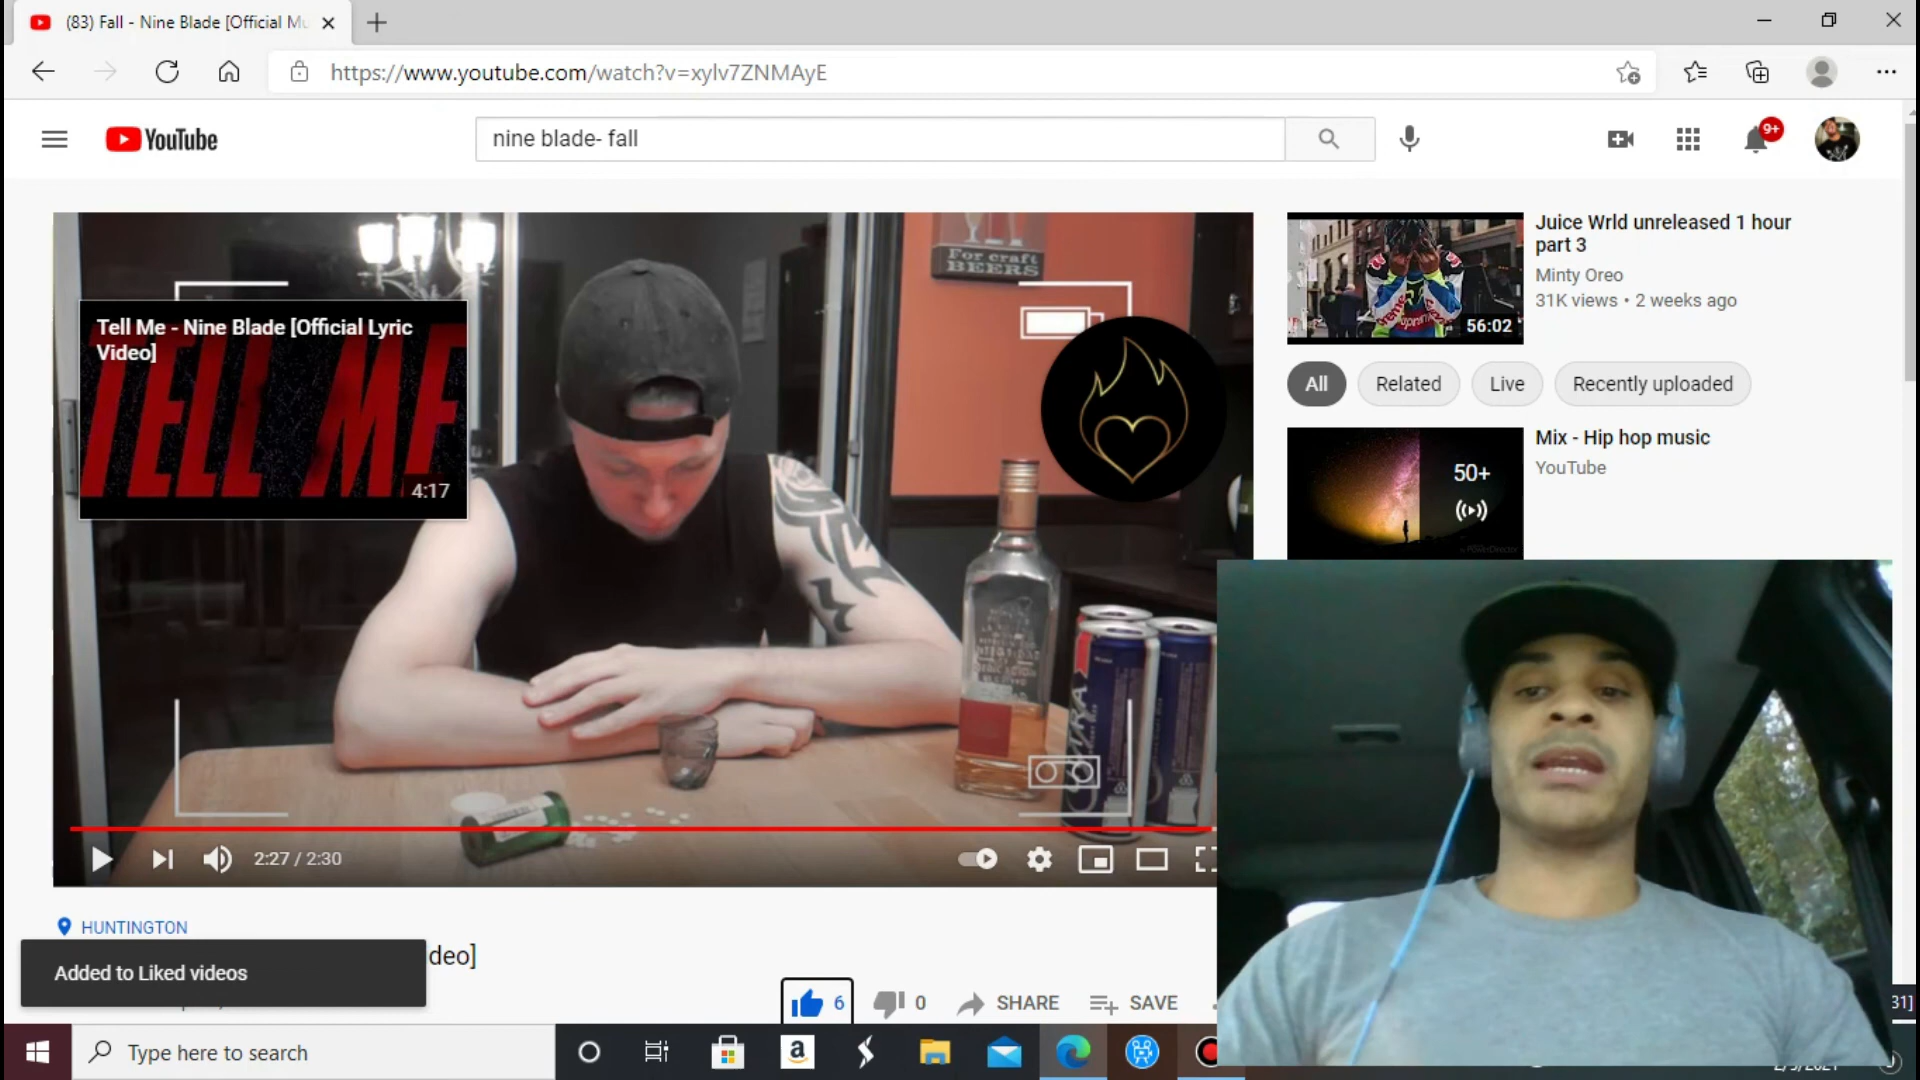 (83) Fall - Nine Blade [Official Mu
https://www.youtube.com/watch?v=xylv7ZNMAyE
YouTube
nine blade- fall
9+
For craft
BEERS
Tell Me - Nine Blade [Official Lyric
Video]
TELL ME
4:17
Juice Wrld unreleased 1 hour
part 3
Minty Oreo
31K views • 2 weeks ago
56:02
All
Related
Live
Recently uploaded
Mix - Hip hop music
YouTube
50+
2:27 / 2:30
HUNTINGTON
deo]
Added to Liked videos
6
0
SHARE
SAVE
31]
Type here to search